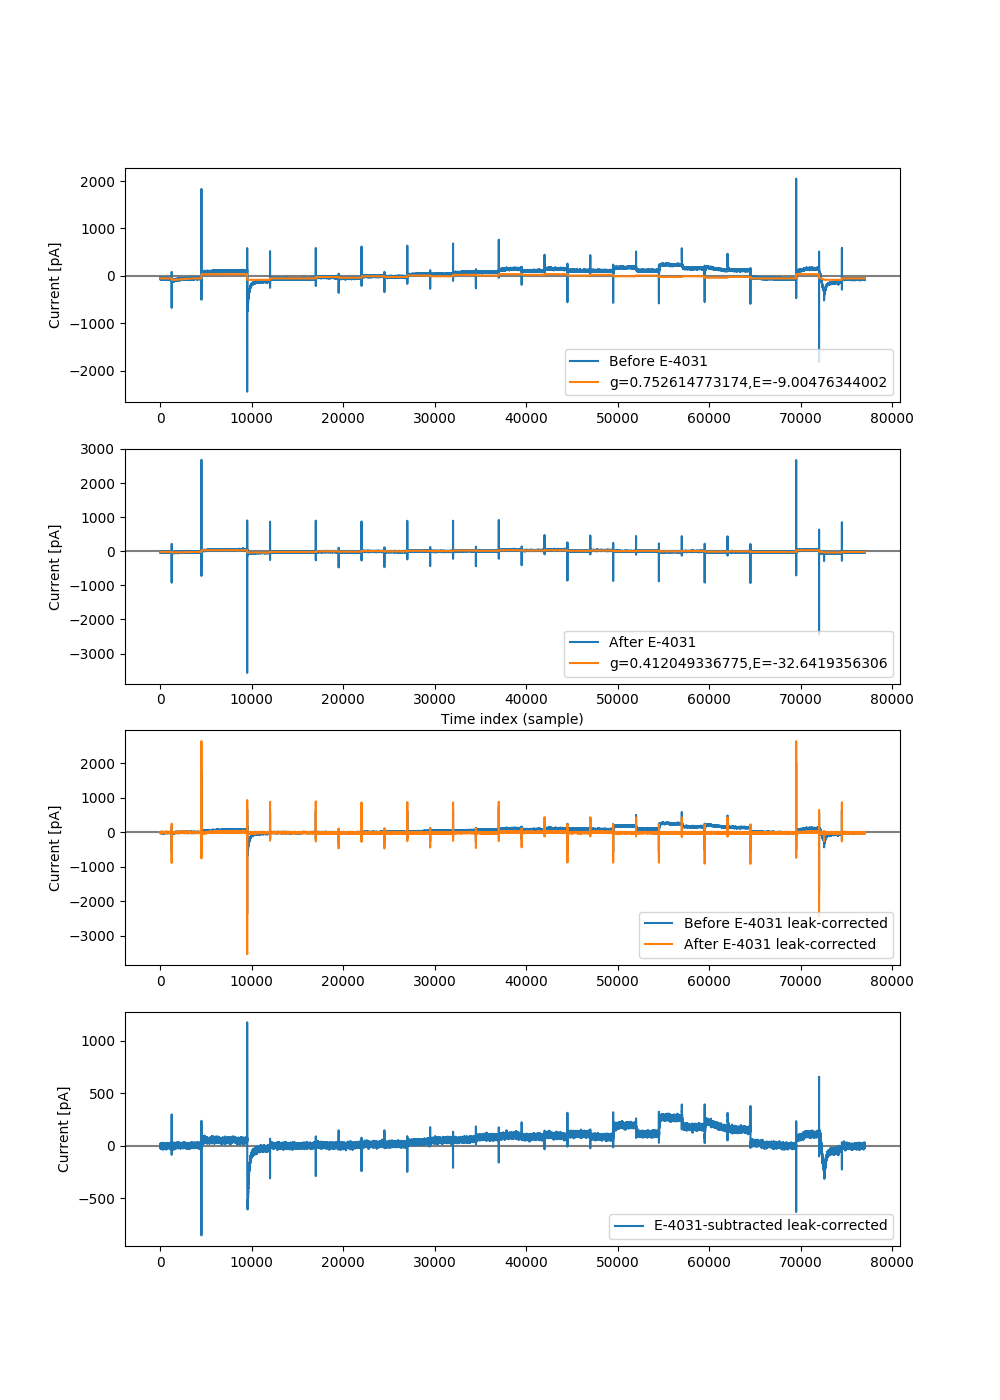 2000
1000
0
−1000
−2000
Current [pA]
Before E-4031
g=0.752614773174,E=-9.00476344002
0 10000 20000 30000 40000 50000 60000 70000 80000
3000
2000
1000
0
−1000
−2000
−3000
Current [pA]
After E-4031
g=0.412049336775,E=-32.6419356306
0 10000 20000 30000 40000 50000 60000 70000 80000
Time index (sample)
2000
1000
0
−1000
−2000
−3000
Current [pA]
Before E-4031 leak-corrected
After E-4031 leak-corrected
0 10000 20000 30000 40000 50000 60000 70000 80000
1000
500
0
−500
Current [pA]
E-4031-subtracted leak-corrected
0 10000 20000 30000 40000 50000 60000 70000 80000